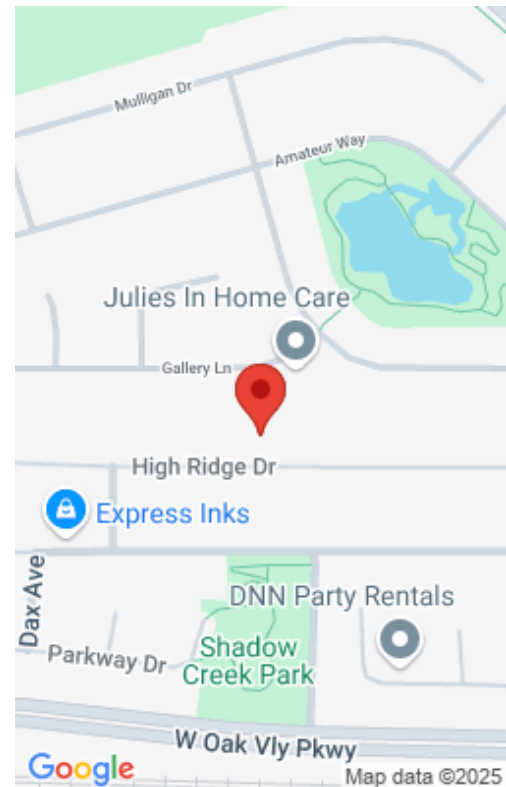 Mulligan Dr
Amateur Way
Julies In Home Care
Gallery Ln
High Ridge Dr
Express Inks
Dax Ave
DNN Party Rentals
Parkway Dr
Shadow
Creek Park
W Oak Vly Pkwy
Google
Map data ©2025